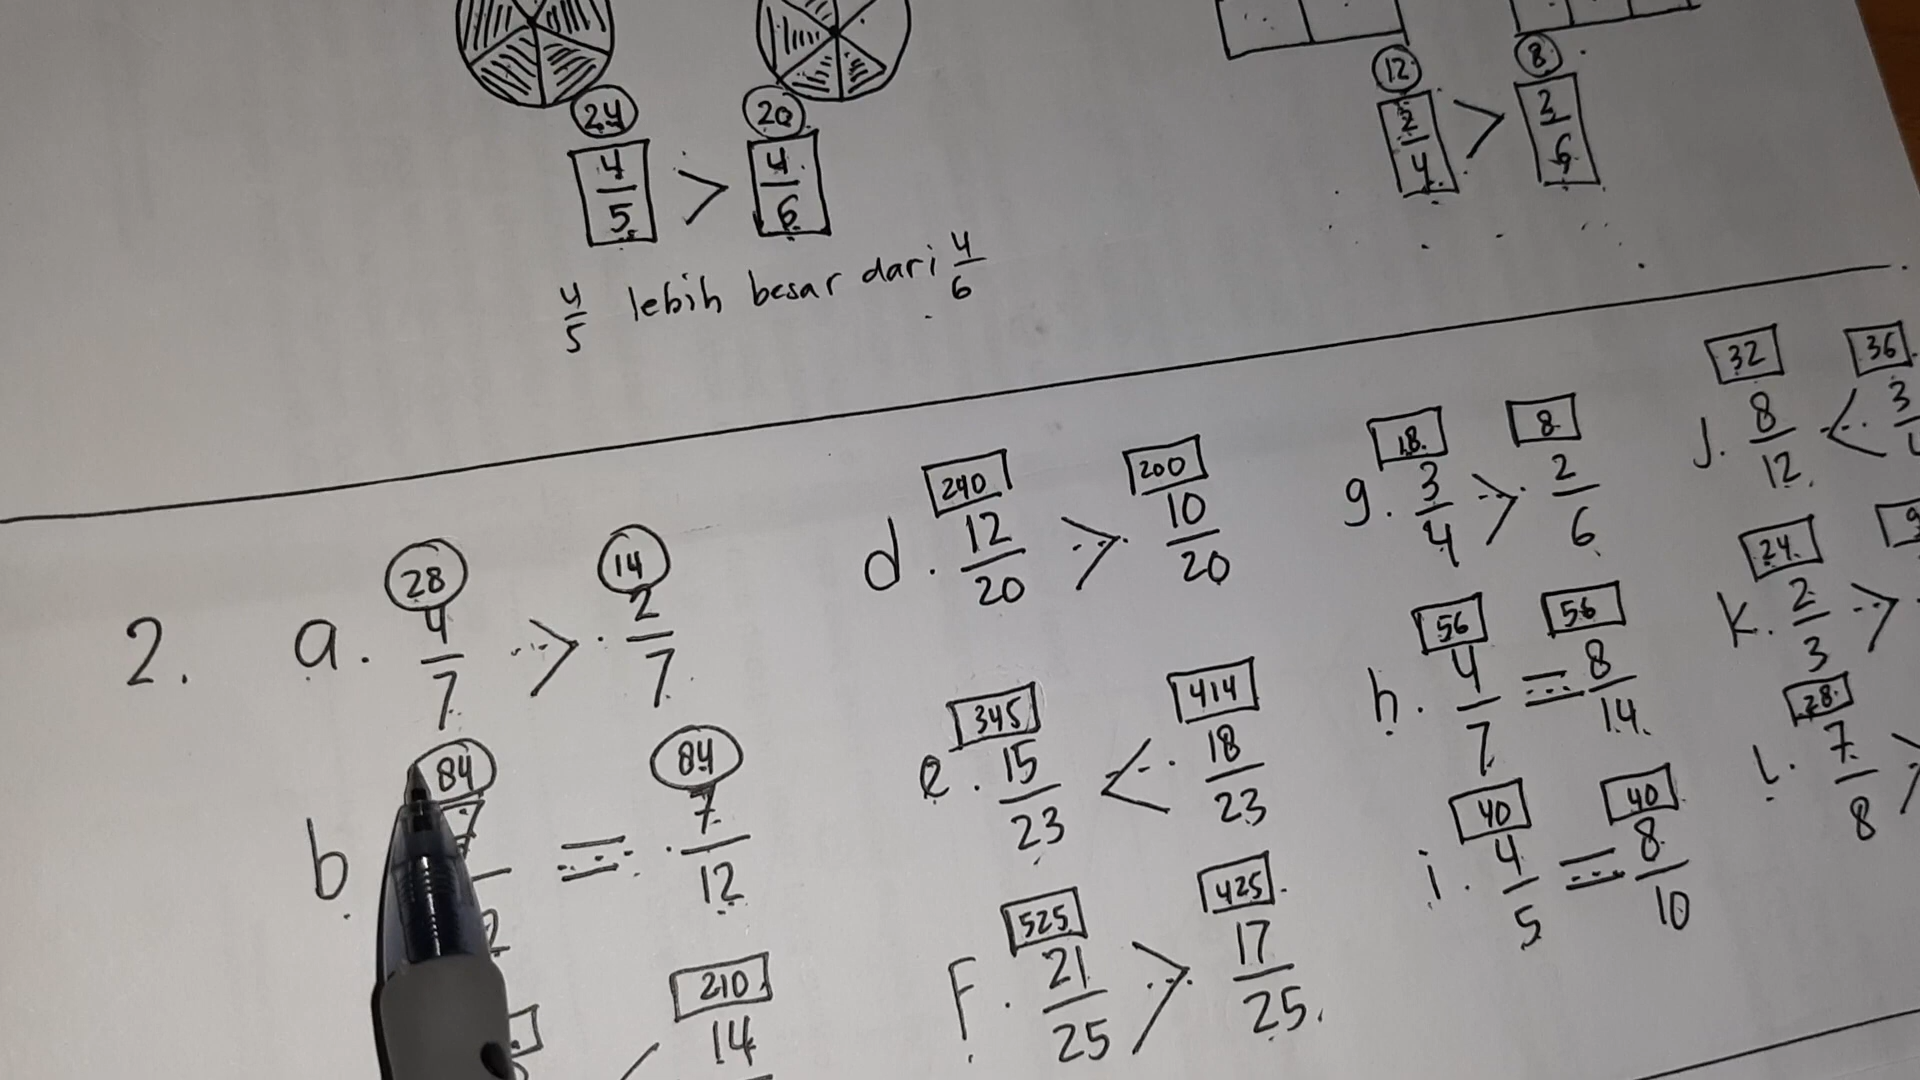 24 20
4/5 > 4/6
4/5 lebih besar dari 4/6
12 8
2/4 > 2/6
2.
28 14
a. 4/7 > 2/7
84 84
b = 7/12
210
14
240 200
d. 12/20 > 10/20
345 414
e. 15/23 < 18/23
525 425
F. 21/25 > 17/25
18 8
g. 3/4 > 2/6
56 56
h. 4/7 = 8/14
40 40
i. 4/5 = 8/10
32 36
J. 8/12 < 3
24
K. 2/3 >
28
L. 7/8 >